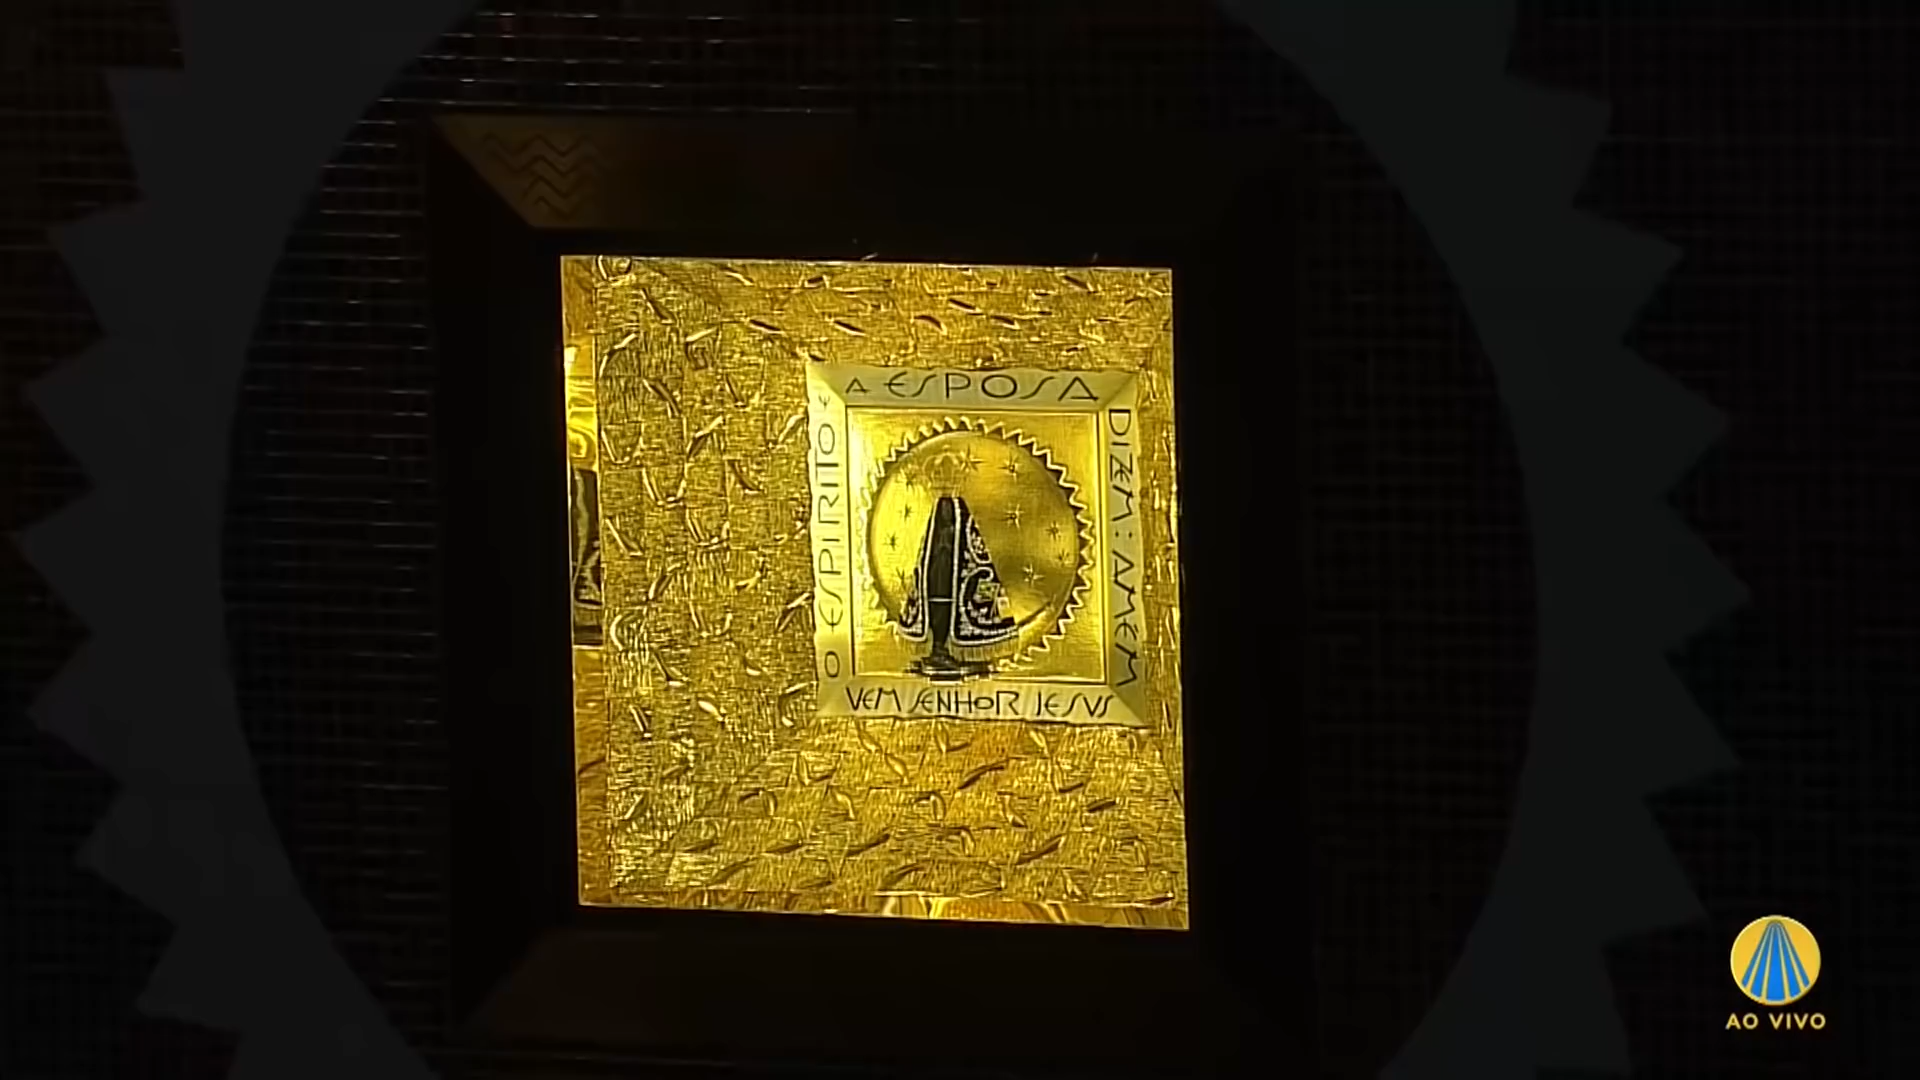 O ESPIRITO E
A ESPOSA
DIZEM: AMÉM
VEM SENHOR JESUS
AO VIVO